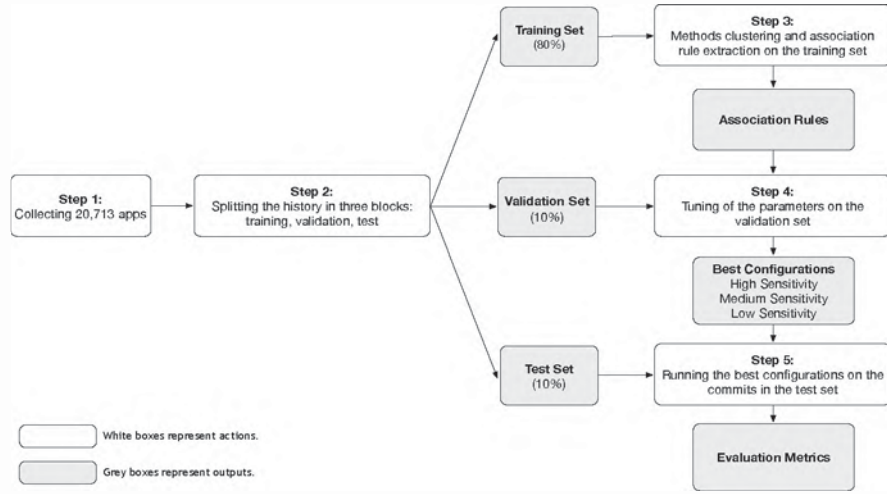 Step 1:
Collecting 20,713 apps
Step 2:
Splitting the history in three blocks:
training, validation, test
Training Set
(80%)
Step 3:
Methods clustering and association
rule extraction on the training set
Association Rules
Validation Set
(10%)
Step 4:
Tuning of the parameters on the
validation set
Best Configurations
High Sensitivity
Medium Sensitivity
Low Sensitivity
Test Set
(10%)
Step 5:
Running the best configurations on the
commits in the test set
Evaluation Metrics
White boxes represent actions.
Grey boxes represent outputs.